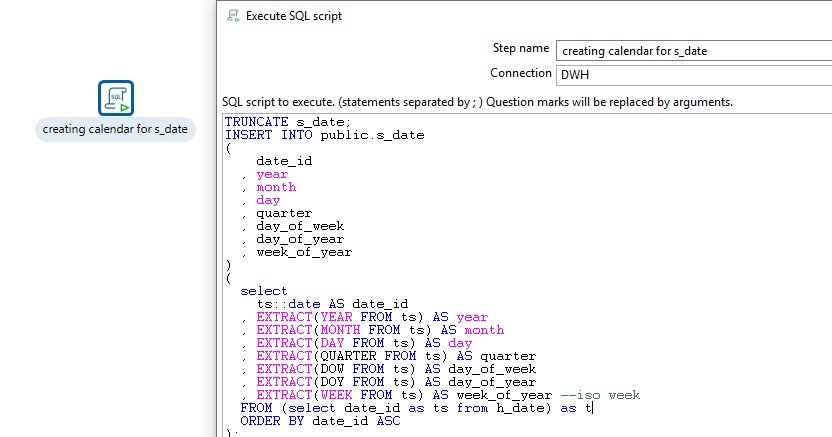 Execute SQL script
Step name
creating calendar for s_date
Connection
DWH
SQL script to execute. (statements separated by ; ) Question marks will be replaced by arguments.
SQL
creating calendar for s_date
TRUNCATE s_date;
INSERT INTO public.s_date
(
date_id
, year
, month
, day
, quarter
, day_of_week
, day_of_year
, week_of_year
)
(
select
ts::date AS date_id
, EXTRACT(YEAR FROM ts) AS year
, EXTRACT(MONTH FROM ts) AS month
, EXTRACT(DAY FROM ts) AS day
, EXTRACT(QUARTER FROM ts) AS quarter
, EXTRACT(DOW FROM ts) AS day_of_week
, EXTRACT(DOY FROM ts) AS day_of_year
, EXTRACT(WEEK FROM ts) AS week_of_year --iso week
FROM (select date_id as ts from h_date) as t
ORDER BY date_id ASC
);